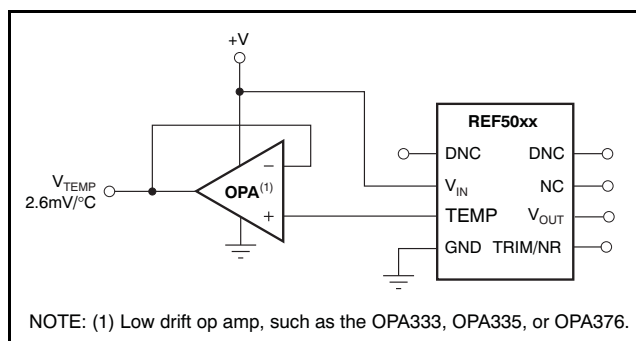 +V
REF50xx
DNC DNC
V_TEMP
2.6mV/°C
OPA(1)
−
+
V_IN NC
TEMP V_OUT
GND TRIM/NR
NOTE: (1) Low drift op amp, such as the OPA333, OPA335, or OPA376.